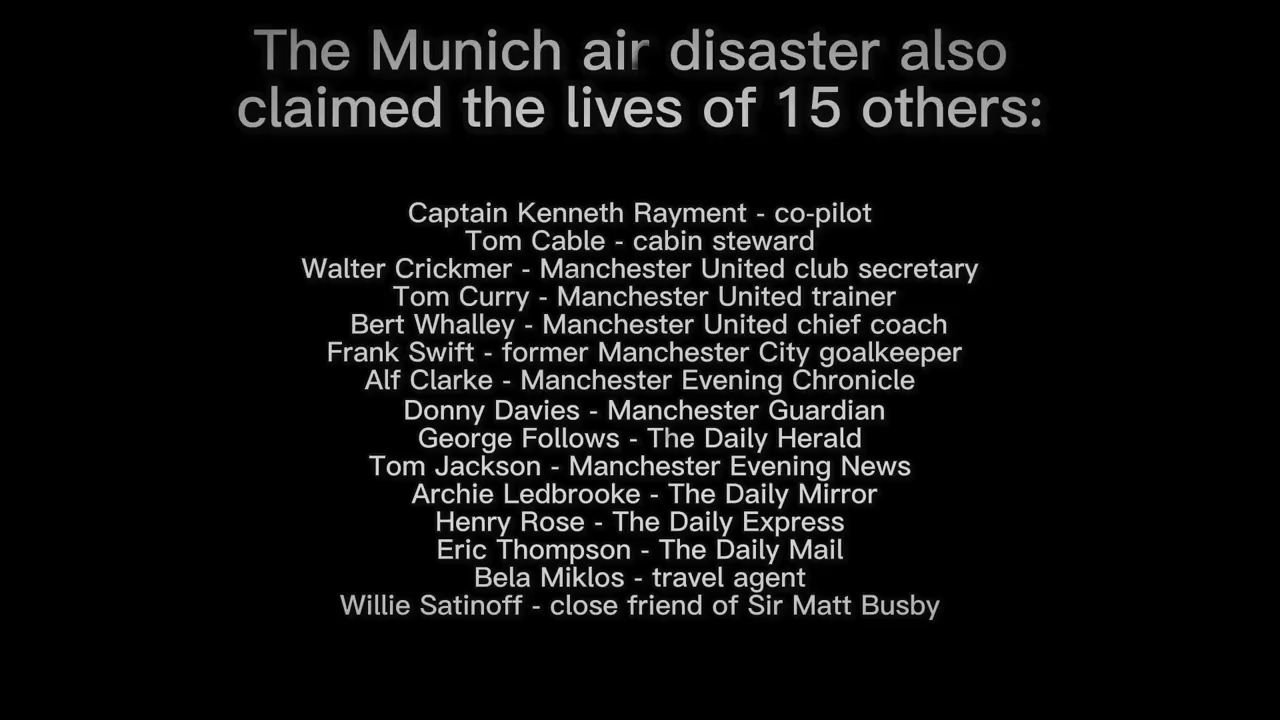 The Munich air disaster also
claimed the lives of 15 others:
Captain Kenneth Rayment - co-pilot
Tom Cable - cabin steward
Walter Crickmer - Manchester United club secretary
Tom Curry - Manchester United trainer
Bert Whalley - Manchester United chief coach
Frank Swift - former Manchester City goalkeeper
Alf Clarke - Manchester Evening Chronicle
Donny Davies - Manchester Guardian
George Follows - The Daily Herald
Tom Jackson - Manchester Evening News
Archie Ledbrooke - The Daily Mirror
Henry Rose - The Daily Express
Eric Thompson - The Daily Mail
Bela Miklos - travel agent
Willie Satinoff - close friend of Sir Matt Busby